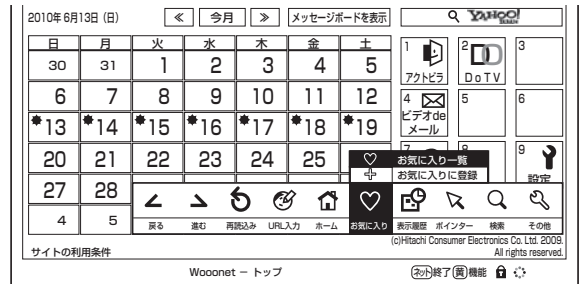 2010年 6月13日（日） ≪ 今月 ≫ メッセージボードを表示 YAHOO! JAPAN
日 月 火 水 木 金 土
30 31 1 2 3 4 5
6 7 8 9 10 11 12
13 14 15 16 17 18 19
20 21 22 23 24 25
27 28
4 5
1 アクトビラ
2 DoTV
3
4 ビデオdeメール
5
6
7
8
9 設定
お気に入り一覧
お気に入りに登録
戻る 進む 再読込み URL入力 ホーム お気に入り 表示履歴 ポインター 検索 その他
(c)Hitachi Consumer Electronics Co. Ltd. 2009.
All rights reserved.
サイトの利用条件
Wooonet － トップ
ネット終了 黄機能